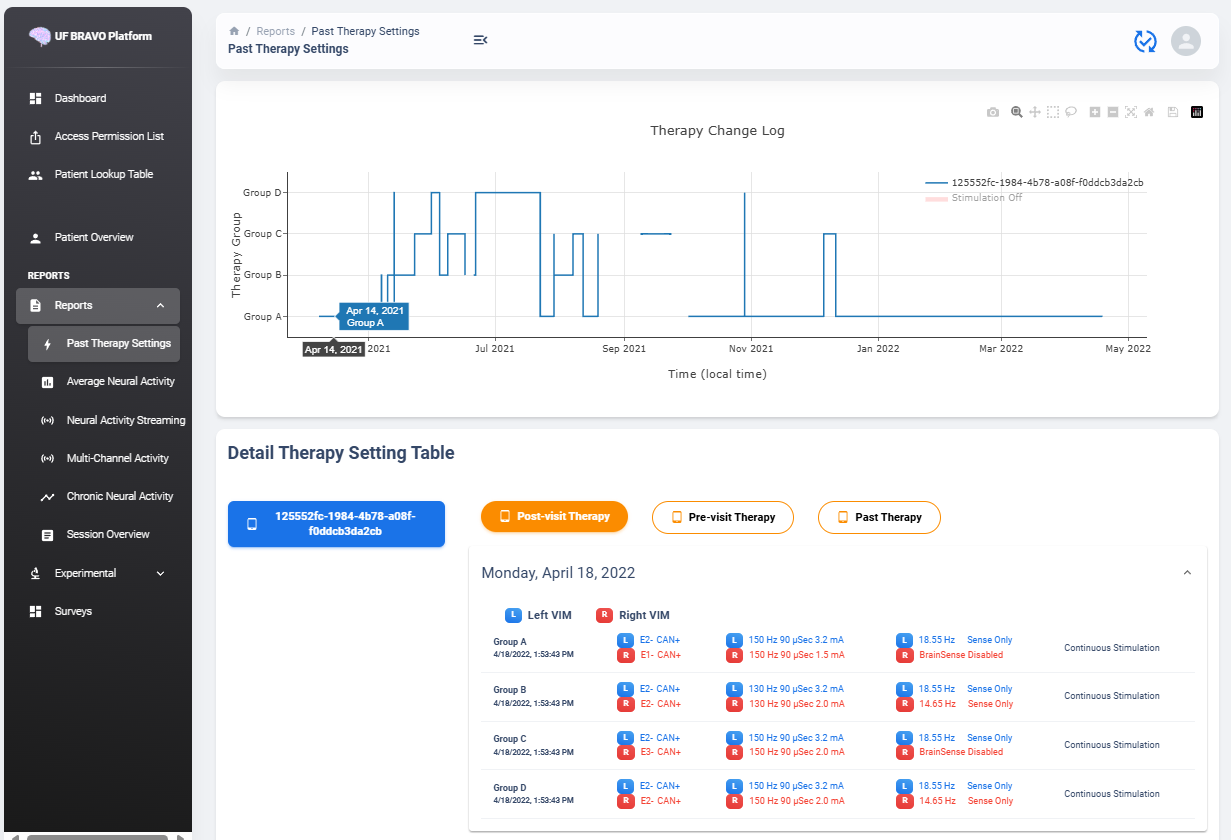 UF BRAVO Platform
Dashboard
Access Permission List
Patient Lookup Table
Patient Overview
REPORTS
Reports
Past Therapy Settings
Average Neural Activity
Neural Activity Streaming
Multi-Channel Activity
Chronic Neural Activity
Session Overview
Experimental
Surveys
/ Reports / Past Therapy Settings
Past Therapy Settings
Therapy Change Log
125552fc-1984-4b78-a08f-f0ddcb3da2cb
Stimulation Off
Therapy Group
Group D
Group C
Group B
Group A
Apr 14, 2021
Group A
Apr 14, 2021
2021
Jul 2021
Sep 2021
Nov 2021
Jan 2022
Mar 2022
May 2022
Time (local time)
Detail Therapy Setting Table
125552fc-1984-4b78-a08f-
f0ddcb3da2cb
Post-visit Therapy
Pre-visit Therapy
Past Therapy
Monday, April 18, 2022
L Left VIM R Right VIM
Group A
4/18/2022, 1:53:43 PM
L E2- CAN+
R E1- CAN+
L 150 Hz 90 μSec 3.2 mA
R 150 Hz 90 μSec 1.5 mA
L 18.55 Hz Sense Only
R BrainSense Disabled
Continuous Stimulation
Group B
4/18/2022, 1:53:43 PM
L E2- CAN+
R E2- CAN+
L 130 Hz 90 μSec 3.2 mA
R 130 Hz 90 μSec 2.0 mA
L 18.55 Hz Sense Only
R 14.65 Hz Sense Only
Continuous Stimulation
Group C
4/18/2022, 1:53:43 PM
L E2- CAN+
R E3- CAN+
L 150 Hz 90 μSec 3.2 mA
R 150 Hz 90 μSec 2.0 mA
L 18.55 Hz Sense Only
R BrainSense Disabled
Continuous Stimulation
Group D
4/18/2022, 1:53:43 PM
L E2- CAN+
R E2- CAN+
L 150 Hz 90 μSec 3.2 mA
R 150 Hz 90 μSec 2.0 mA
L 18.55 Hz Sense Only
R 14.65 Hz Sense Only
Continuous Stimulation